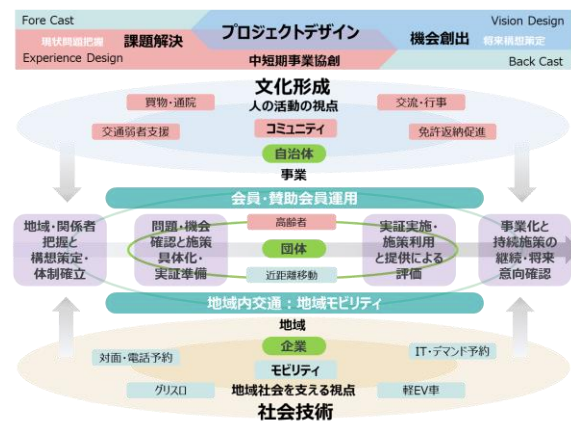 Fore Cast
Vision Design
現状問題把握
課題解決
プロジェクトデザイン
機会創出
将来構想策定
Experience Design
中短期事業協創
Back Cast
文化形成
人の活動の視点
買物・通院
交流・行事
交通弱者支援
コミュニティ
免許返納促進
自治体
事業
会員・賛助会員運用
地域・関係者
把握と
構想策定・
体制確立
問題・機会
確認と施策
具体化・
実証準備
高齢者
団体
近距離移動
実証実施・
施策利用
と提供による
評価
事業化と
持続施策の
継続・将来
意向確認
地域内交通:地域モビリティ
地域
企業
対面・電話予約
IT・デマンド予約
モビリティ
グリスロ
地域社会を支える視点
軽EV車
社会技術